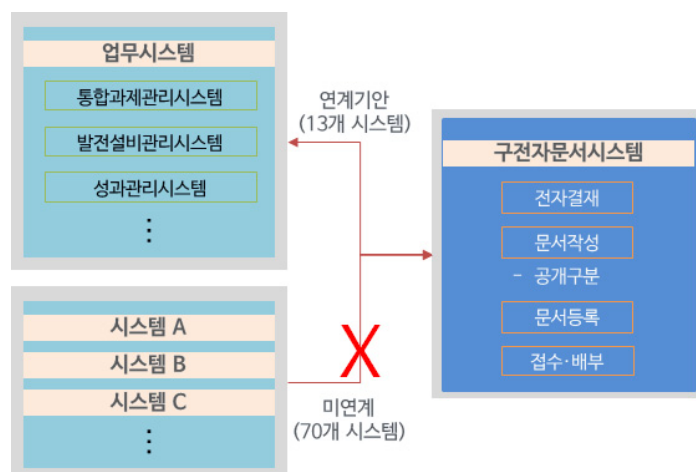 업무시스템
통합과제관리시스템
발전설비관리시스템
성과관리시스템
⋮
연계기안
(13개 시스템)
구전자문서시스템
전자결재
문서작성
- 공개구분
문서등록
접수·배부
시스템 A
시스템 B
시스템 C
⋮
X
미연계
(70개 시스템)